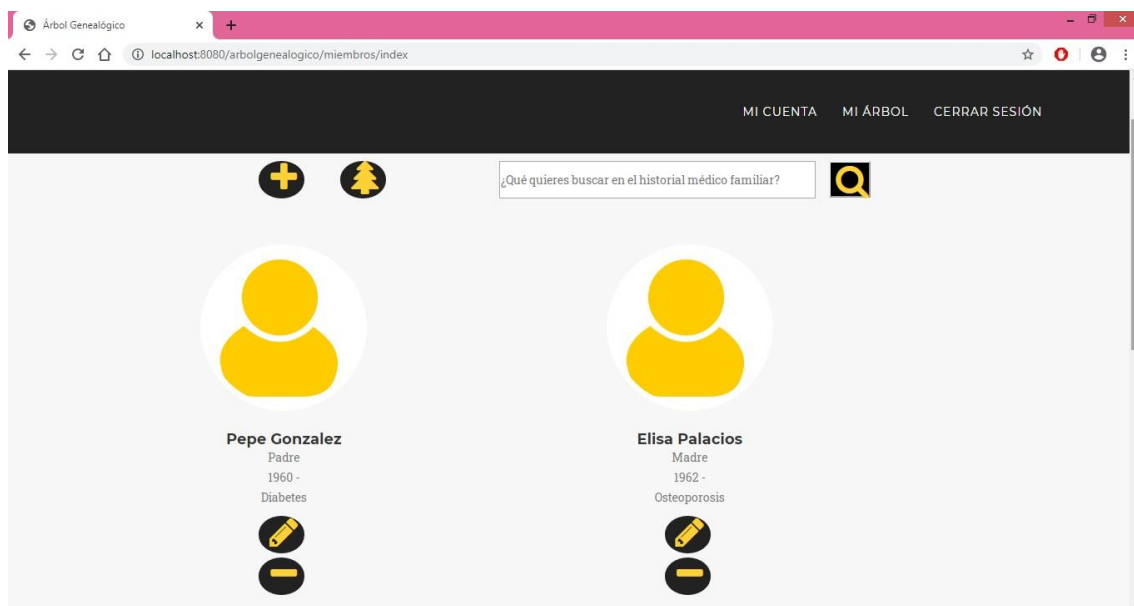 Árbol Genealógico
localhost:8080/arbolgenealogico/miembros/index
MI CUENTA MI ÁRBOL CERRAR SESIÓN
¿Qué quieres buscar en el historial médico familiar?
Pepe Gonzalez
Padre
1960 -
Diabetes
Elisa Palacios
Madre
1962 -
Osteoporosis